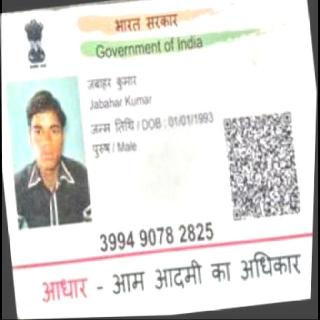 भारत सरकार
Government of India
जबाहर कुमार
Jabahar Kumar
जन्म तिथि / DOB : 01/01/1993
पुरुष / Male
3994 9078 2825
आधार - आम आदमी का अधिकार